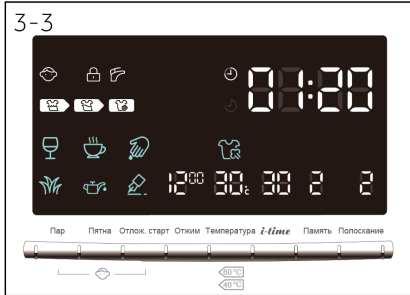 3-3
01:20
12 00 30 °c 30 2 2
Пар Пятна Отлож. старт Отжим Температура i-time Память Полоскание
60 °C
40 °C